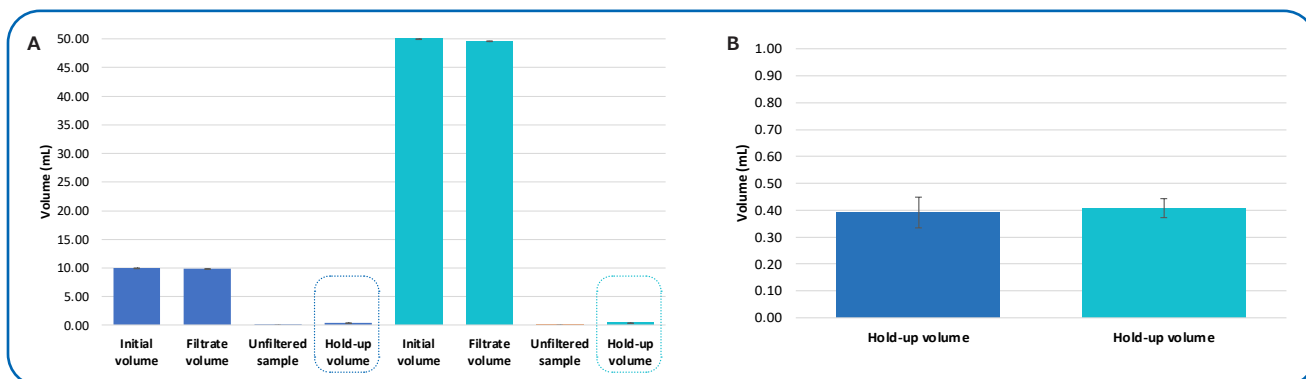 A
Volume (mL)
50.00
45.00
40.00
35.00
30.00
25.00
20.00
15.00
10.00
5.00
0.00
Initial volume
Filtrate volume
Unfiltered sample
Hold-up volume
Initial volume
Filtrate volume
Unfiltered sample
Hold-up volume
B
Volume (mL)
1.00
0.90
0.80
0.70
0.60
0.50
0.40
0.30
0.20
0.10
0.00
Hold-up volume
Hold-up volume